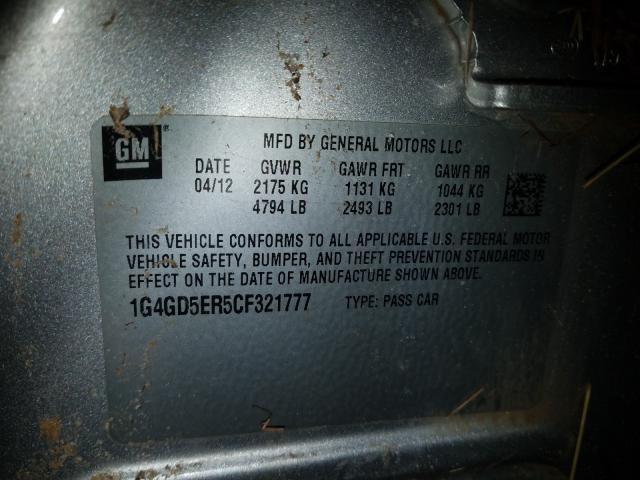 GM
MFD BY GENERAL MOTORS LLC
DATE GVWR GAWR FRT GAWR RR
04/12 2175 KG 1131 KG 1044 KG
4794 LB 2493 LB 2301 LB
THIS VEHICLE CONFORMS TO ALL APPLICABLE U.S. FEDERAL MOTOR
VEHICLE SAFETY, BUMPER, AND THEFT PREVENTION STANDARDS IN
EFFECT ON THE DATE OF MANUFACTURE SHOWN ABOVE.
1G4GD5ER5CF321777 TYPE: PASS CAR